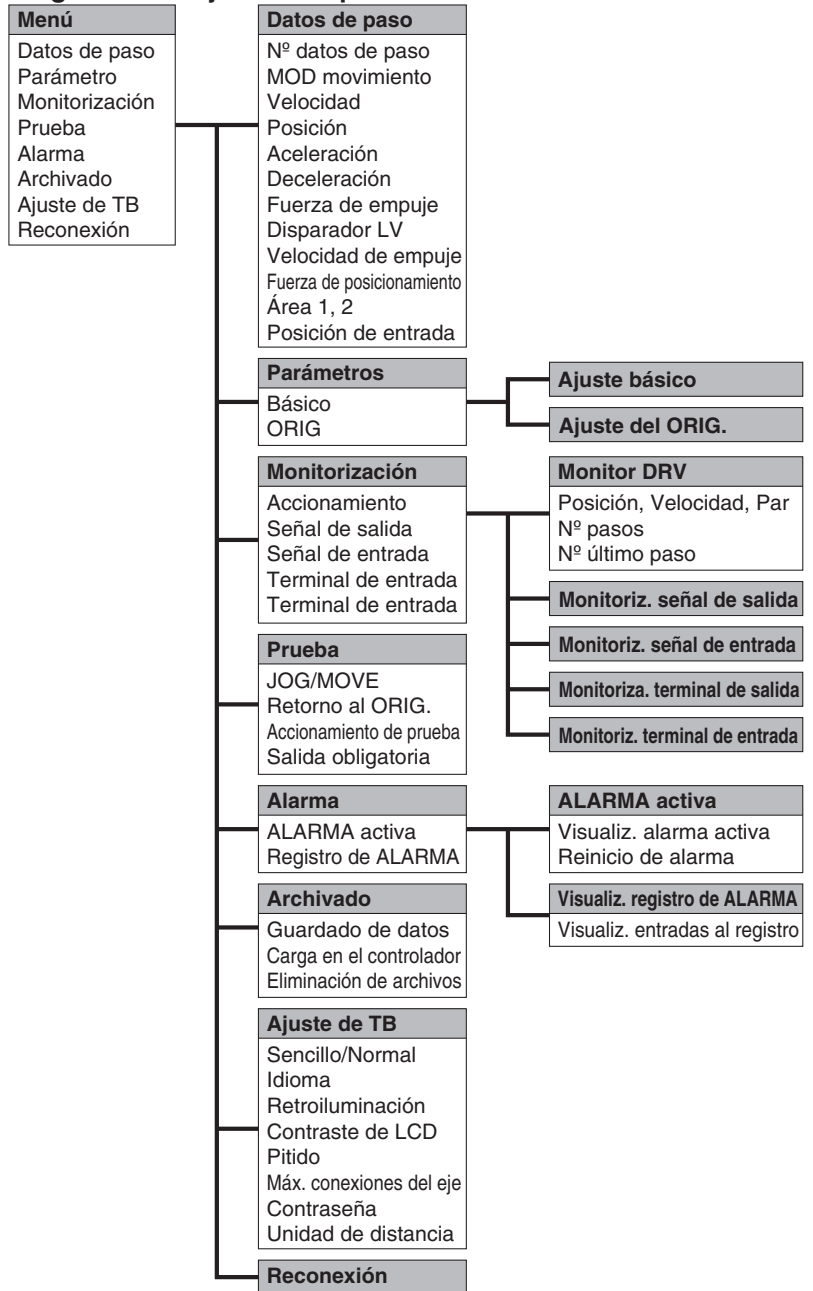 Menú
Datos de paso
Parámetro
Monitorización
Prueba
Alarma
Archivado
Ajuste de TB
Reconexión
Datos de paso
Nº datos de paso
MOD movimiento
Velocidad
Posición
Aceleración
Deceleración
Fuerza de empuje
Disparador LV
Velocidad de empuje
Fuerza de posicionamiento
Área 1, 2
Posición de entrada
Parámetros
Básico
ORIG
Ajuste básico
Ajuste del ORIG.
Monitorización
Accionamiento
Señal de salida
Señal de entrada
Terminal de entrada
Terminal de entrada
Monitor DRV
Posición, Velocidad, Par
Nº pasos
Nº último paso
Monitoriz. señal de salida
Monitoriz. señal de entrada
Monitoriza. terminal de salida
Monitoriz. terminal de entrada
Prueba
JOG/MOVE
Retorno al ORIG.
Accionamiento de prueba
Salida obligatoria
Alarma
ALARMA activa
Registro de ALARMA
ALARMA activa
Visualiz. alarma activa
Reinicio de alarma
Visualiz. registro de ALARMA
Visualiz. entradas al registro
Archivado
Guardado de datos
Carga en el controlador
Eliminación de archivos
Ajuste de TB
Sencillo/Normal
Idioma
Retroiluminación
Contraste de LCD
Pitido
Máx. conexiones del eje
Contraseña
Unidad de distancia
Reconexión